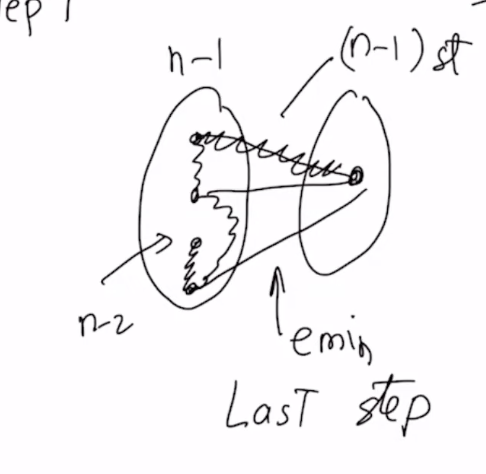 ep 1
n-1
(n-1) st
n-2
emin
LasT step